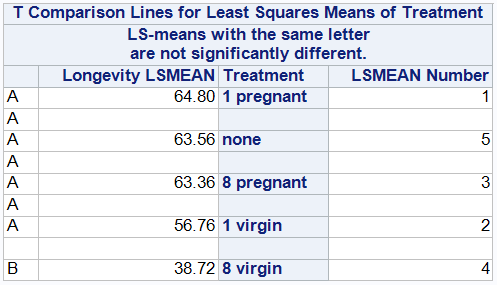 T Comparison Lines for Least Squares Means of Treatment
LS-means with the same letter
are not significantly different.
Longevity LSMEAN Treatment LSMEAN Number
A 64.80 1 pregnant 1
A
A 63.56 none 5
A
A 63.36 8 pregnant 3
A
A 56.76 1 virgin 2
B 38.72 8 virgin 4